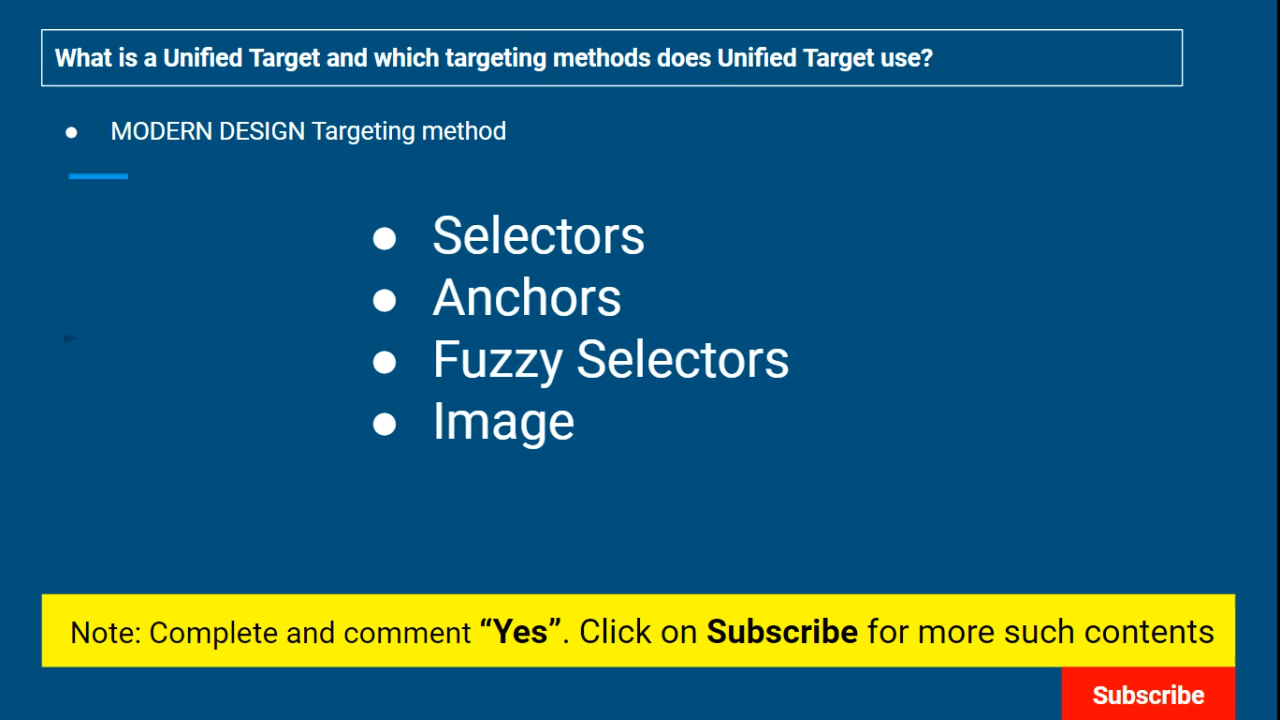 What is a Unified Target and which targeting methods does Unified Target use?
● MODERN DESIGN Targeting method
● Selectors
● Anchors
● Fuzzy Selectors
● Image
Note: Complete and comment “Yes”. Click on Subscribe for more such contents
Subscribe